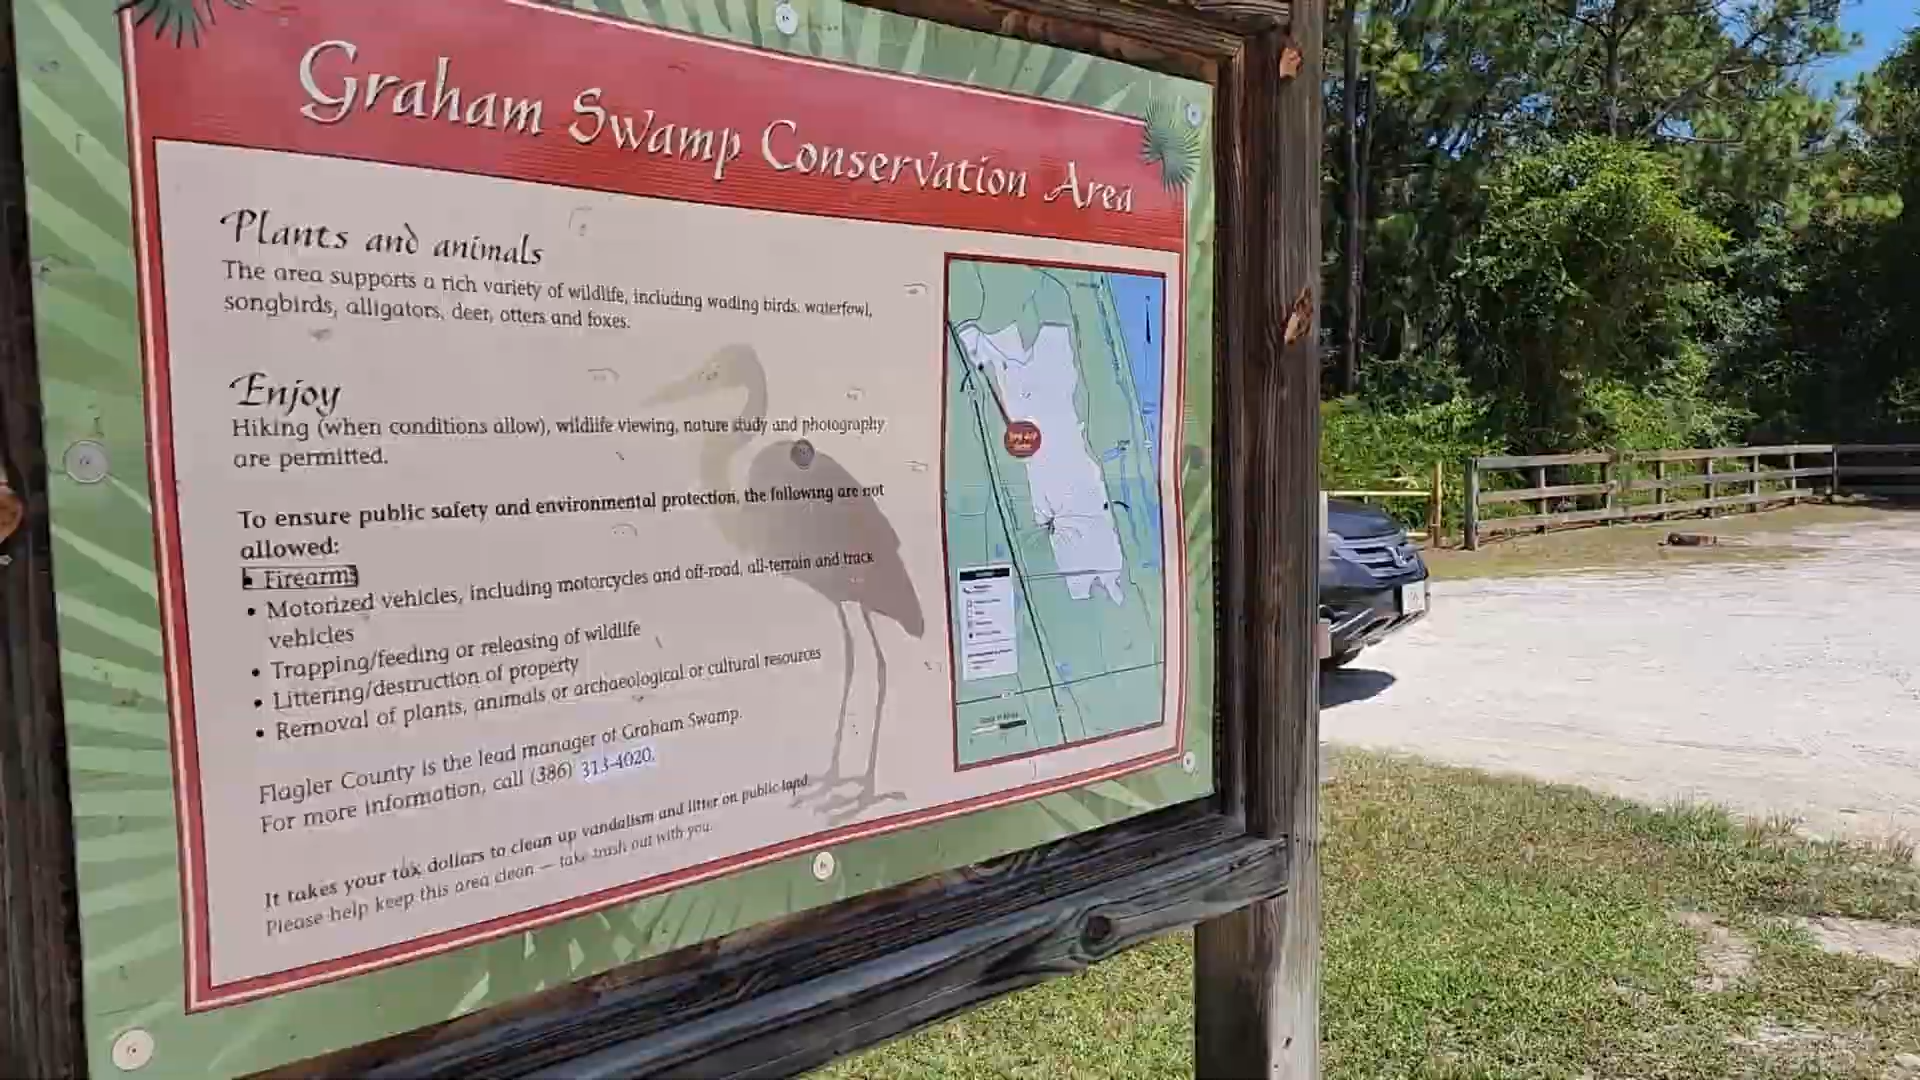 Graham Swamp Conservation Area
Plants and animals
The area supports a rich variety of wildlife, including wading birds, waterfowl,
songbirds, alligators, deer, otters and foxes.
Enjoy
Hiking (when conditions allow), wildlife viewing, nature study and photography
are permitted.
To ensure public safety and environmental protection, the following are not
allowed:
• Firearms
• Motorized vehicles, including motorcycles and off-road, all-terrain and track
vehicles
• Trapping/feeding or releasing of wildlife
• Littering/destruction of property
• Removal of plants, animals or archaeological or cultural resources
Flagler County is the lead manager of Graham Swamp.
For more information, call (386) 313-4020.
It takes your tax dollars to clean up vandalism and litter on public land.
Please help keep this area clean — take trash out with you.